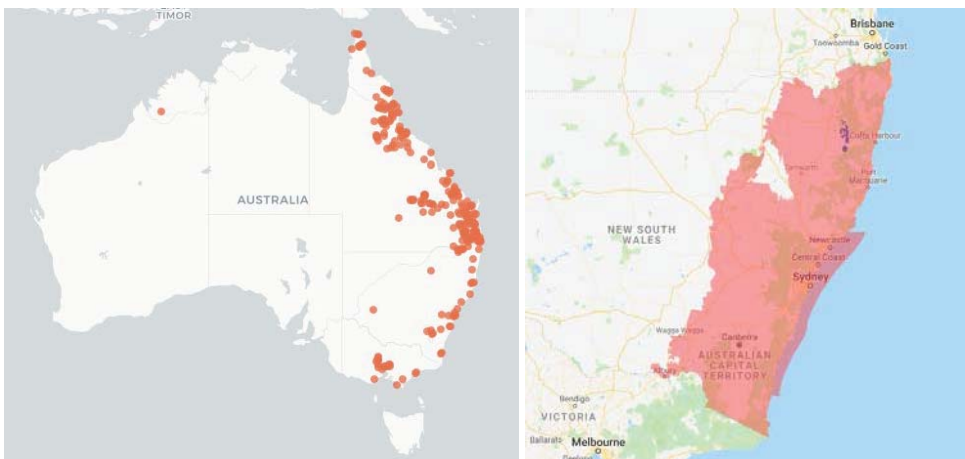 TIMOR
AUSTRALIA
Brisbane
Toowoomba
Gold Coast
Coffs Harbour
Tamworth
Port
Macquarie
NEW SOUTH
WALES
Newcastle
Central Coast
Sydney
Wagga Wagga
Canberra
AUSTRALIAN
CAPITAL
TERRITORY
Albury
Bendigo
VICTORIA
Ballarat
Melbourne
Geelong